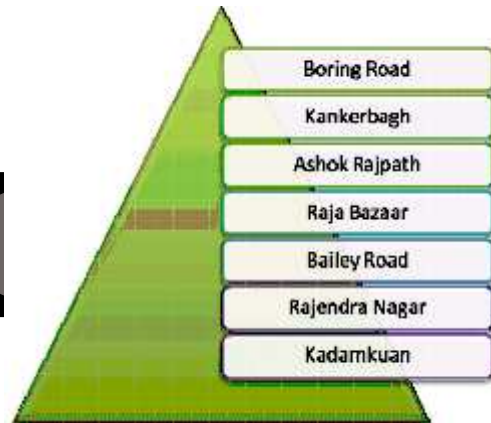 Boring Road
Kankerbagh
Ashok Rajpath
Raja Bazaar
Bailey Road
Rajendra Nagar
Kadamkuan